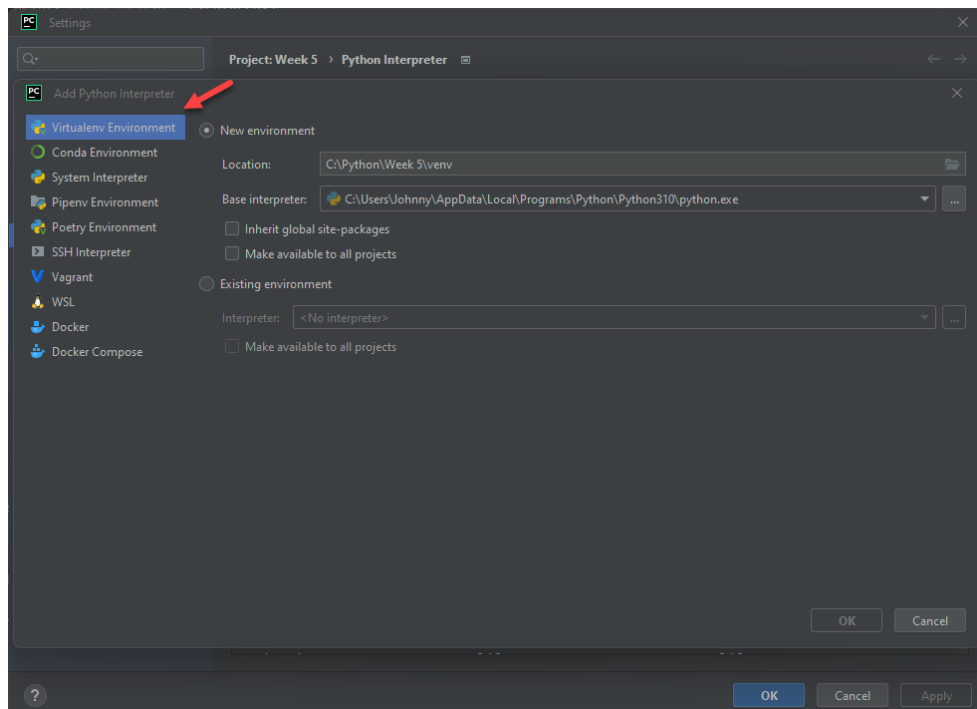 PC Settings
Project: Week 5 › Python Interpreter
PC Add Python Interpreter
Virtualenv Environment
Conda Environment
System Interpreter
Pipenv Environment
Poetry Environment
SSH Interpreter
Vagrant
WSL
Docker
Docker Compose
New environment
Location: C:\Python\Week 5\venv
Base interpreter: C:\Users\Johnny\AppData\Local\Programs\Python\Python310\python.exe ...
Inherit global site-packages
Make available to all projects
Existing environment
Interpreter: <No interpreter> ...
Make available to all projects
OK Cancel
? OK Cancel Apply